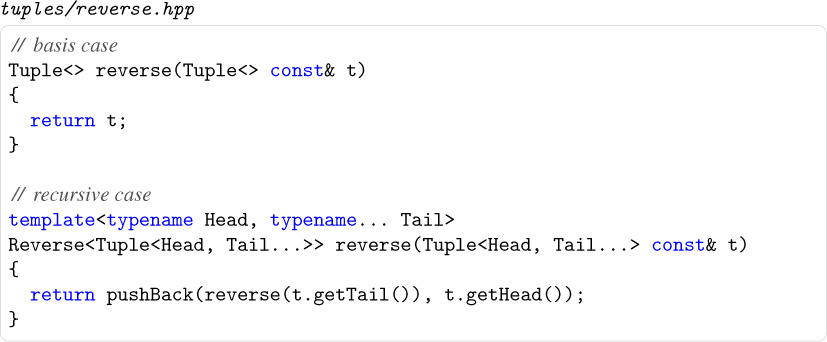 tuples/reverse.hpp
// basis case
Tuple<> reverse(Tuple<> const& t)
{
  return t;
}
// recursive case
template<typename Head, typename... Tail>
Reverse<Tuple<Head, Tail...>> reverse(Tuple<Head, Tail...> const& t)
{
  return pushBack(reverse(t.getTail()), t.getHead());
}